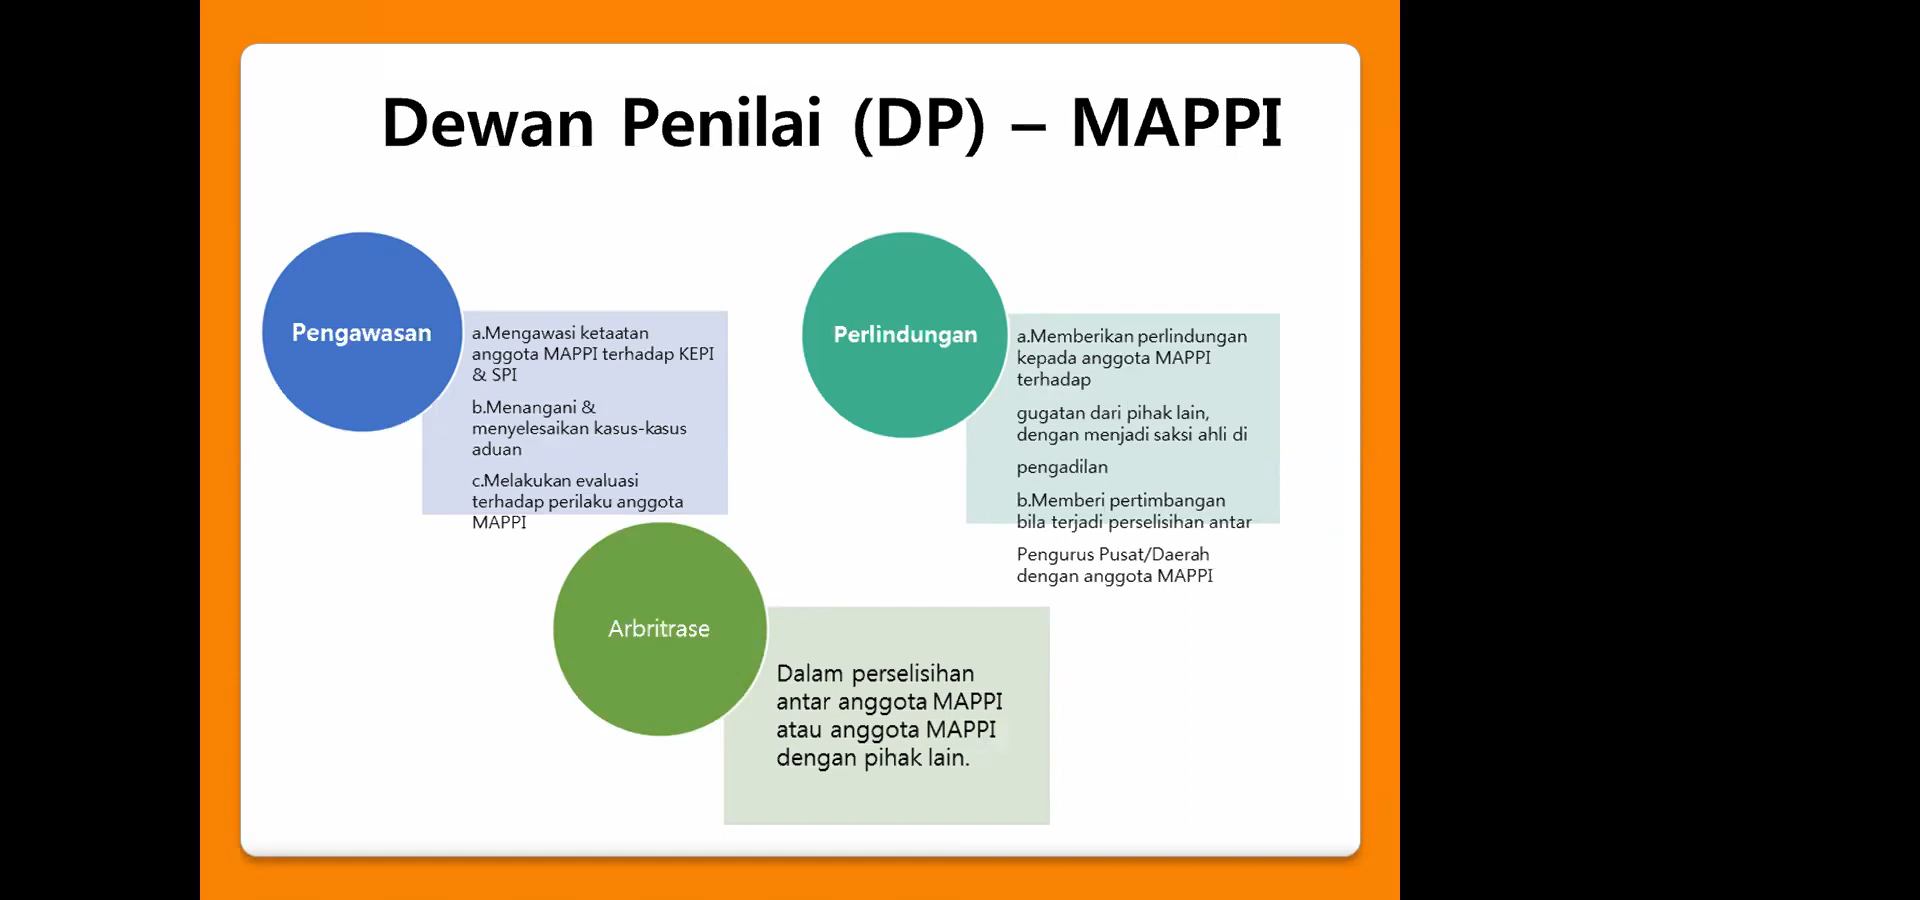 Dewan Penilai (DP) – MAPPI
Pengawasan
a.Mengawasi ketaatan
anggota MAPPI terhadap KEPI
& SPI
b.Menangani &
menyelesaikan kasus-kasus
aduan
c.Melakukan evaluasi
terhadap perilaku anggota
MAPPI
Perlindungan
a.Memberikan perlindungan
kepada anggota MAPPI
terhadap
gugatan dari pihak lain,
dengan menjadi saksi ahli di
pengadilan
b.Memberi pertimbangan
bila terjadi perselisihan antar
Pengurus Pusat/Daerah
dengan anggota MAPPI
Arbritrase
Dalam perselisihan
antar anggota MAPPI
atau anggota MAPPI
dengan pihak lain.